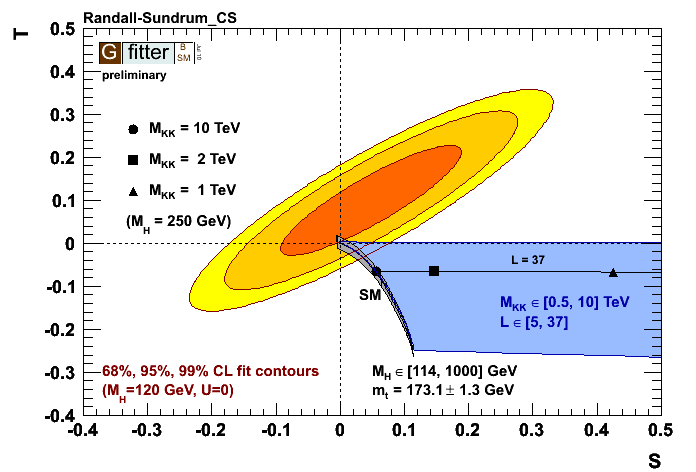 Randall-Sundrum_CS
T
G fitter B SM
preliminary
M_KK = 10 TeV
M_KK = 2 TeV
M_KK = 1 TeV
(M_H = 250 GeV)
0.5
0.4
0.3
0.2
0.1
0
-0.1
-0.2
-0.3
-0.4
L = 37
SM
M_KK ∈ [0.5, 10] TeV
L ∈ [5, 37]
68%, 95%, 99% CL fit contours
(M_H=120 GeV, U=0)
M_H ∈ [114, 1000] GeV
m_t = 173.1 ± 1.3 GeV
-0.4 -0.3 -0.2 -0.1 0 0.1 0.2 0.3 0.4 0.5
S